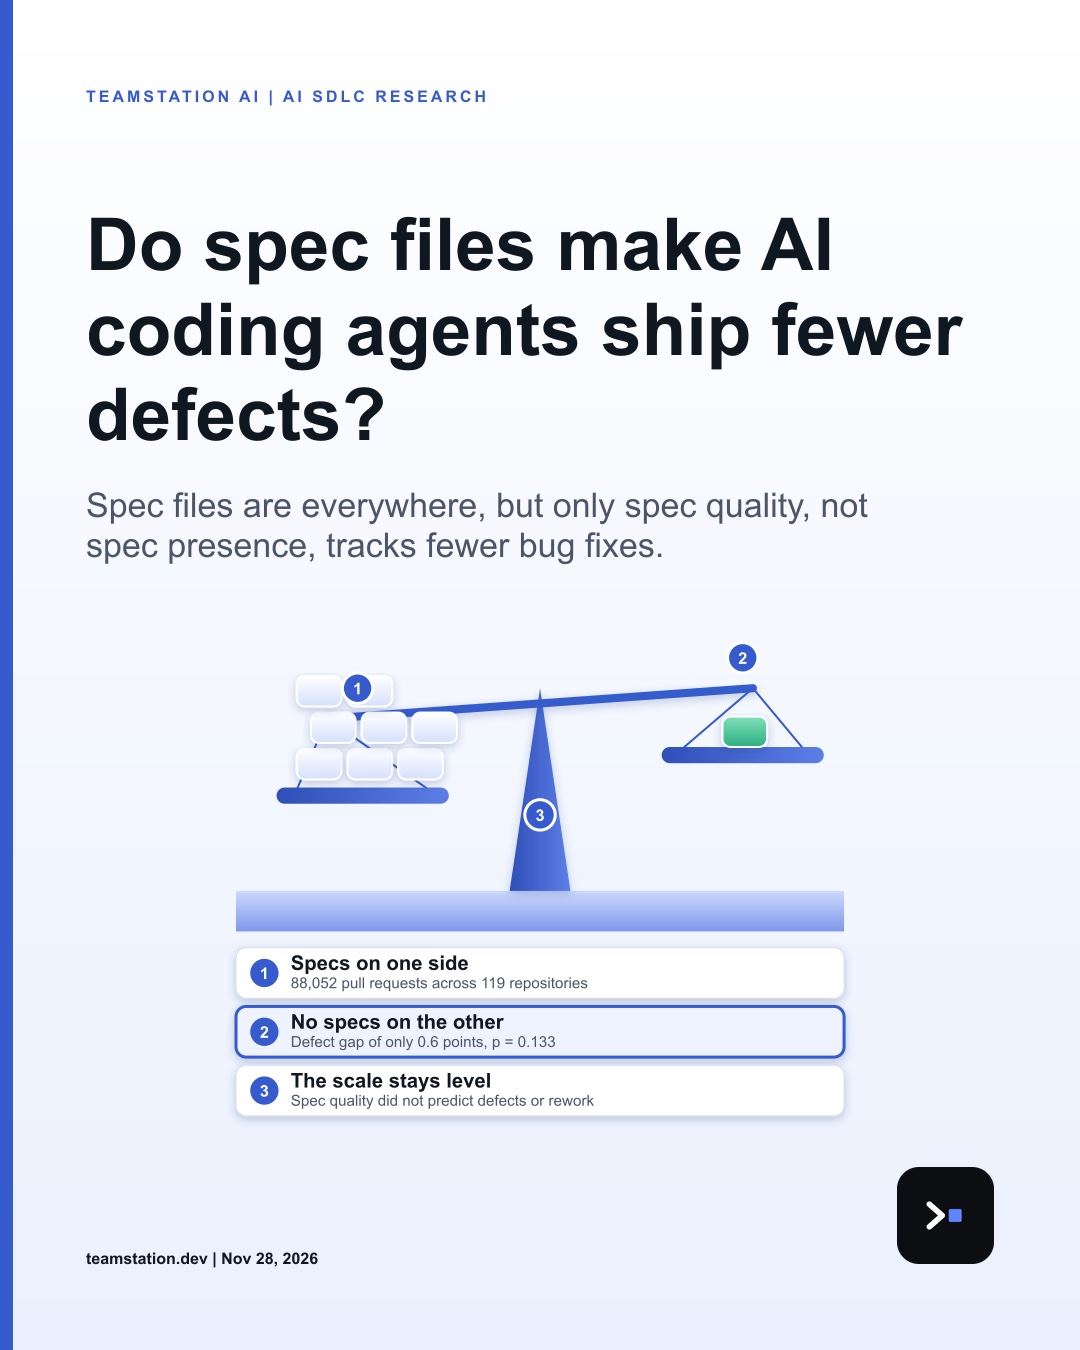 TEAMSTATION AI | AI SDLC RESEARCH
Do spec files make AI
coding agents ship fewer
defects?
Spec files are everywhere, but only spec quality, not
spec presence, tracks fewer bug fixes.
1
2
3
1 Specs on one side
88,052 pull requests across 119 repositories
2 No specs on the other
Defect gap of only 0.6 points, p = 0.133
3 The scale stays level
Spec quality did not predict defects or rework
teamstation.dev | Nov 28, 2026